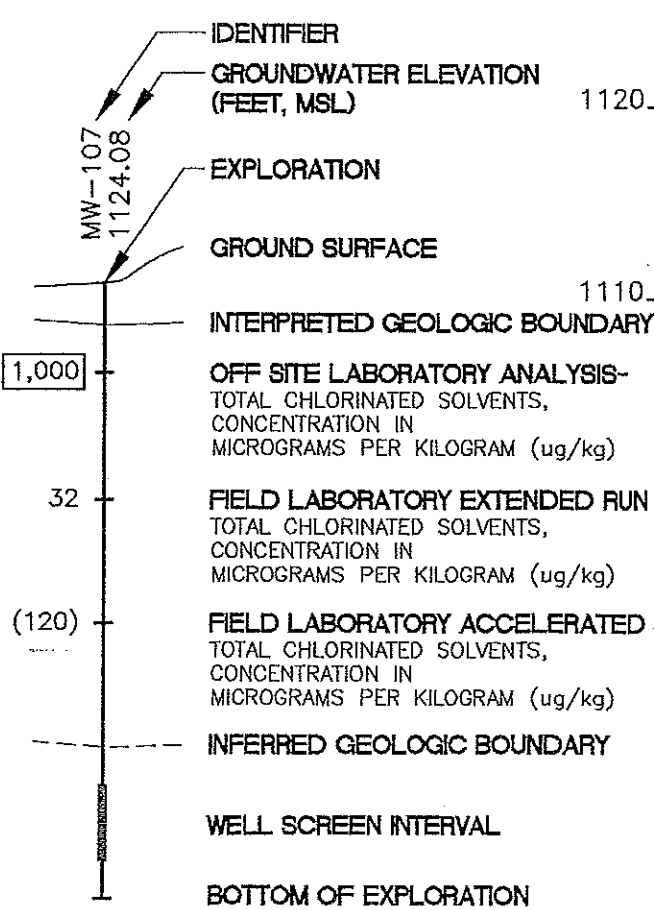 IDENTIFIER
GROUNDWATER ELEVATION
(FEET, MSL)
1120
MW-107
1124.08
EXPLORATION
GROUND SURFACE
1110
INTERPRETED GEOLOGIC BOUNDARY
1,000
OFF SITE LABORATORY ANALYSIS-
TOTAL CHLORINATED SOLVENTS,
CONCENTRATION IN
MICROGRAMS PER KILOGRAM (ug/kg)
32
FIELD LABORATORY EXTENDED RUN
TOTAL CHLORINATED SOLVENTS,
CONCENTRATION IN
MICROGRAMS PER KILOGRAM (ug/kg)
(120)
FIELD LABORATORY ACCELERATED
TOTAL CHLORINATED SOLVENTS,
CONCENTRATION IN
MICROGRAMS PER KILOGRAM (ug/kg)
INFERRED GEOLOGIC BOUNDARY
WELL SCREEN INTERVAL
BOTTOM OF EXPLORATION